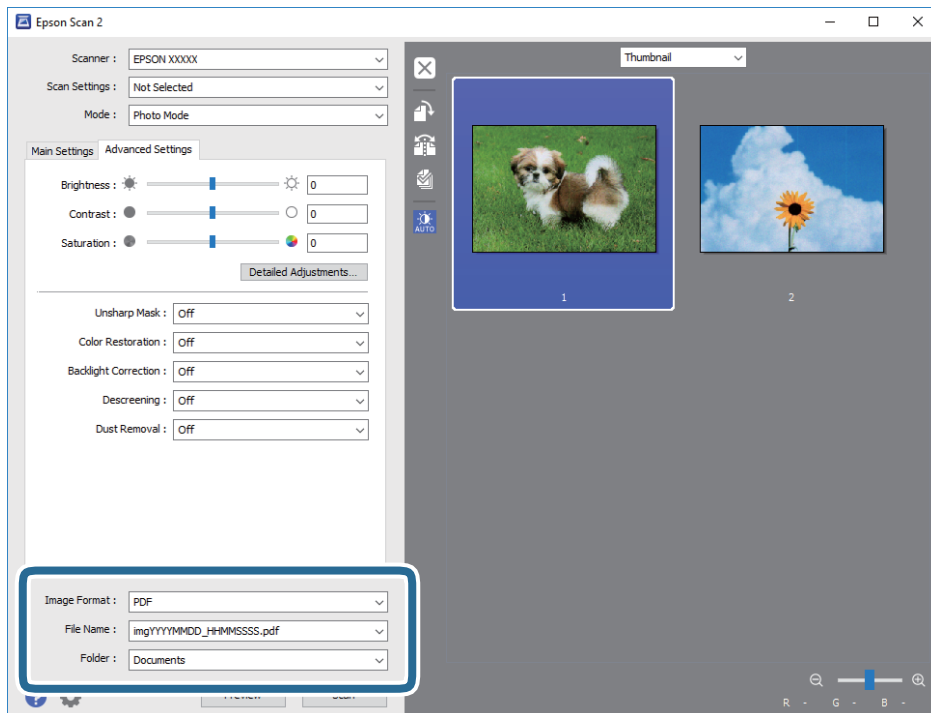 Epson Scan 2
Scanner : EPSON XXXXX
Scan Settings : Not Selected
Mode : Photo Mode
Main Settings Advanced Settings
Brightness : 0
Contrast : 0
Saturation : 0
Detailed Adjustments...
Unsharp Mask : Off
Color Restoration : Off
Backlight Correction : Off
Descreening : Off
Dust Removal : Off
Image Format : PDF
File Name : imgYYYYMMDD_HHMMSSSS.pdf
Folder : Documents
?
Thumbnail
AUTO
1
2
R - G - B -